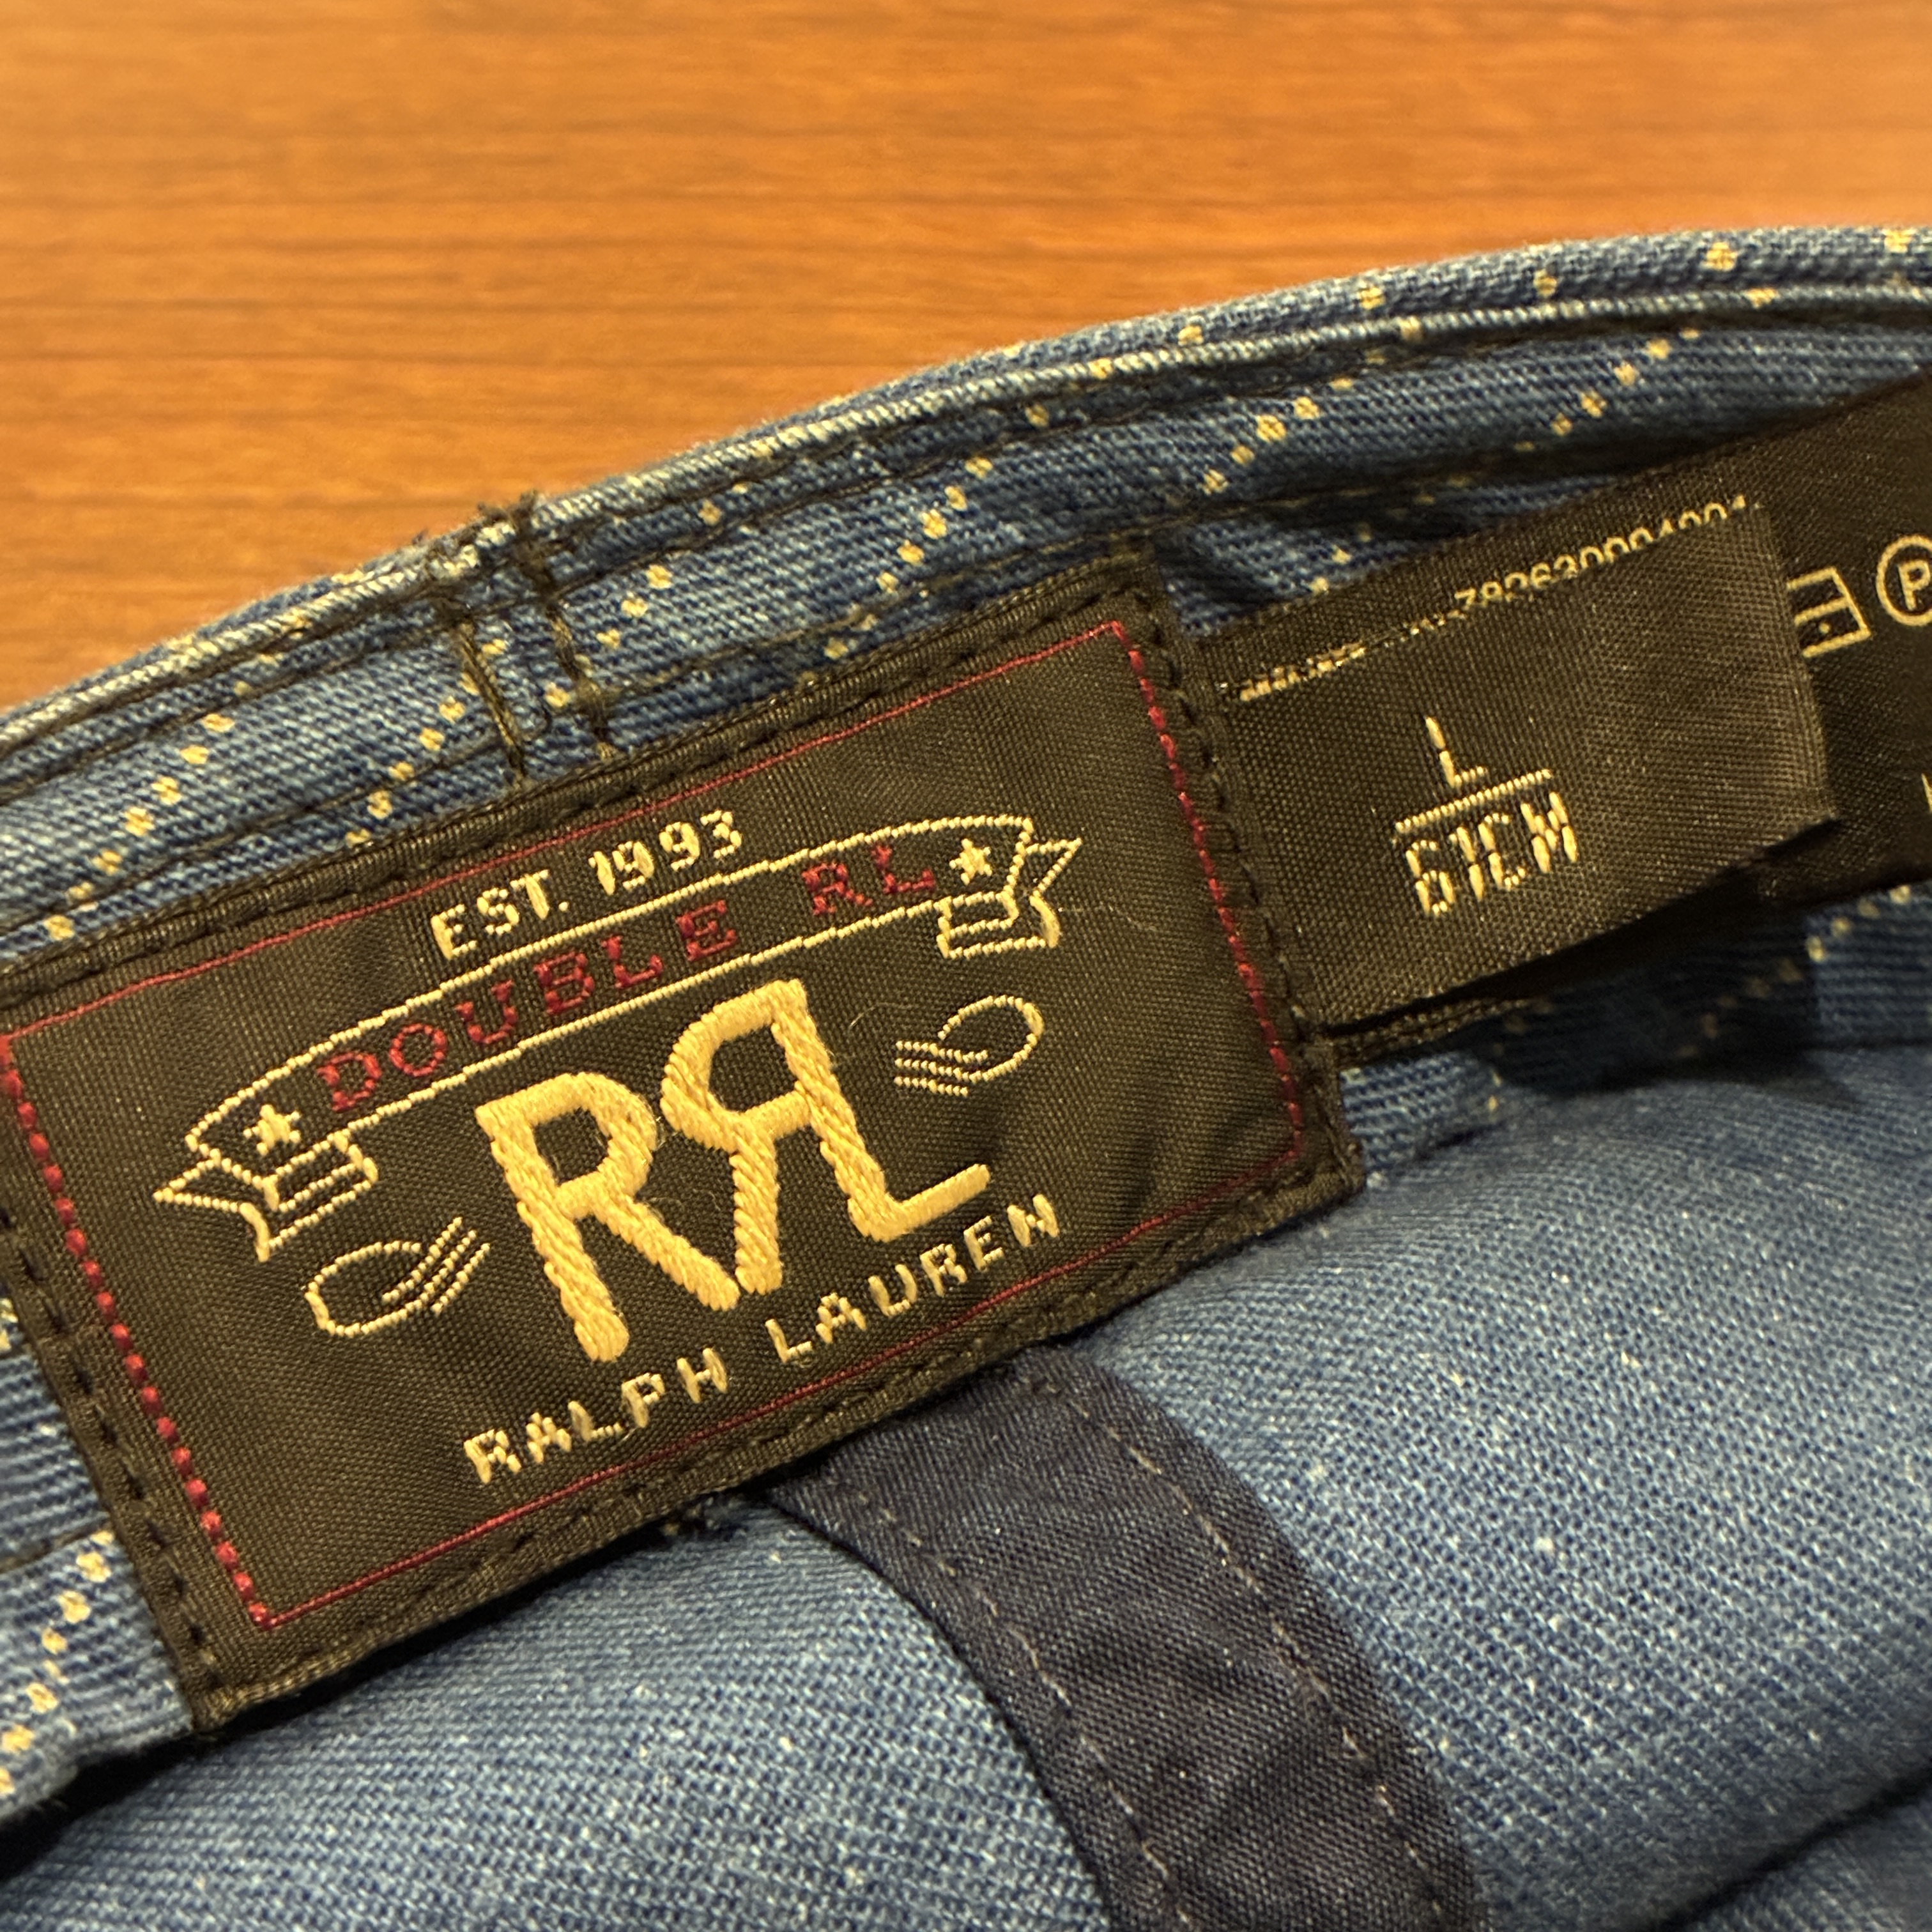 EST. 1993
DOUBLE RL
RRL
RALPH LAUREN
L
61CM
P